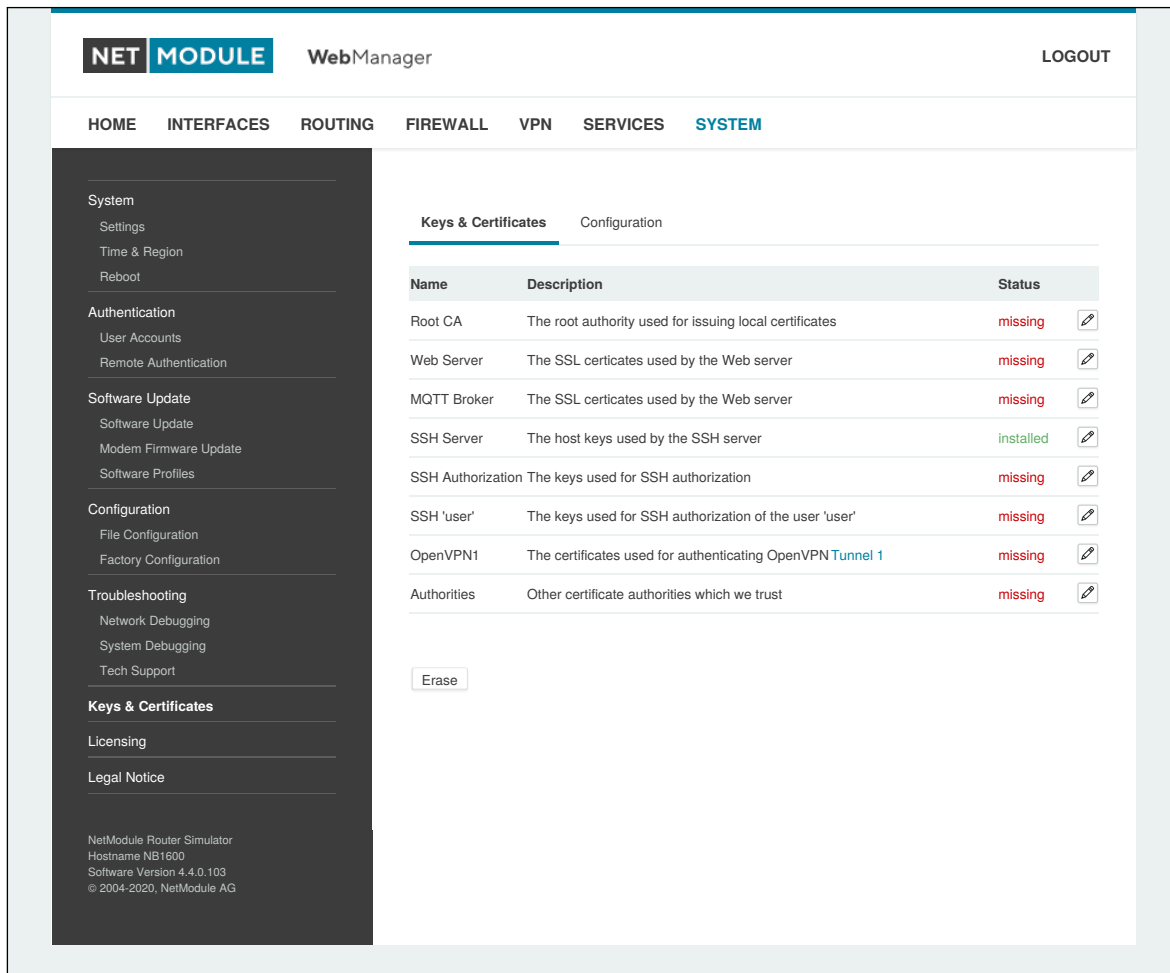 NET MODULE WebManager LOGOUT
HOME INTERFACES ROUTING FIREWALL VPN SERVICES SYSTEM
System
Settings
Time & Region
Reboot
Authentication
User Accounts
Remote Authentication
Software Update
Software Update
Modem Firmware Update
Software Profiles
Configuration
File Configuration
Factory Configuration
Troubleshooting
Network Debugging
System Debugging
Tech Support
Keys & Certificates
Licensing
Legal Notice
NetModule Router Simulator
Hostname NB1600
Software Version 4.4.0.103
© 2004-2020, NetModule AG
Keys & Certificates Configuration
Name Description Status
Root CA The root authority used for issuing local certificates missing
Web Server The SSL certicates used by the Web server missing
MQTT Broker The SSL certicates used by the Web server missing
SSH Server The host keys used by the SSH server installed
SSH Authorization The keys used for SSH authorization missing
SSH 'user' The keys used for SSH authorization of the user 'user' missing
OpenVPN1 The certificates used for authenticating OpenVPN Tunnel 1 missing
Authorities Other certificate authorities which we trust missing
Erase